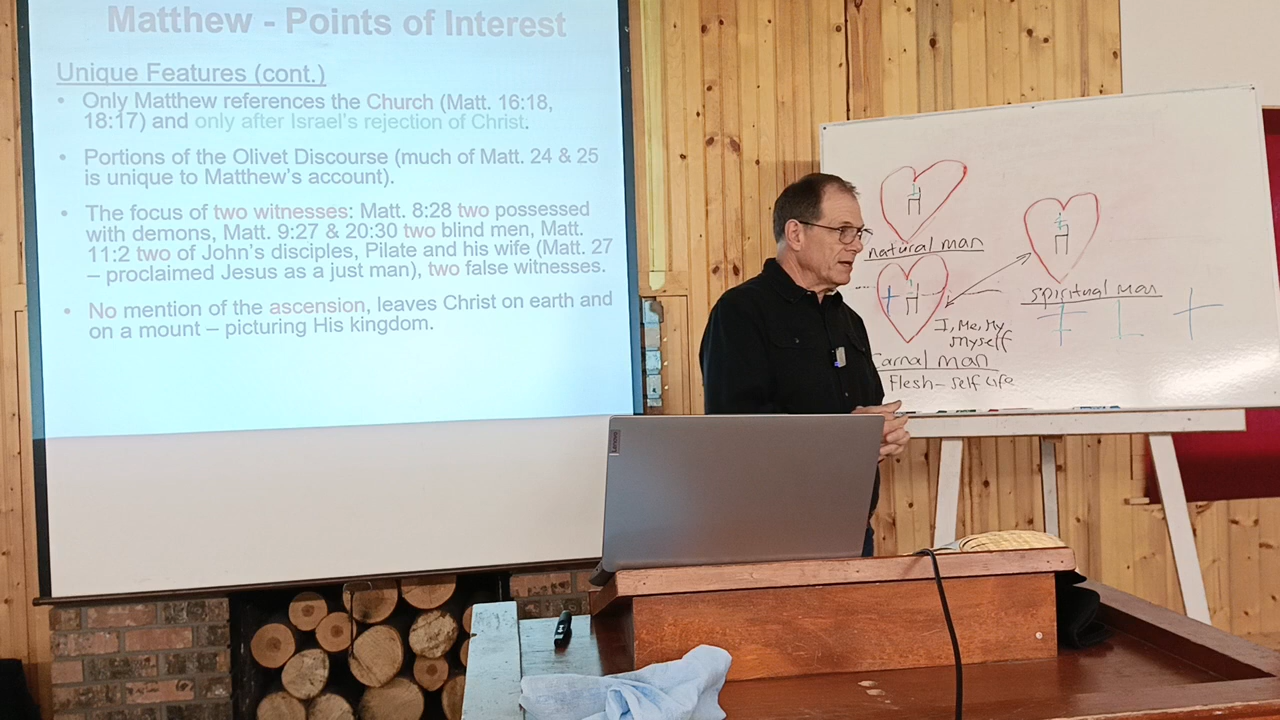 Matthew - Points of Interest
Unique Features (cont.)
• Only Matthew references the Church (Matt. 16:18,
18:17) and only after Israel's rejection of Christ.
• Portions of the Olivet Discourse (much of Matt. 24 & 25
is unique to Matthew's account).
• The focus of two witnesses: Matt. 8:28 two possessed
with demons, Matt. 9:27 & 20:30 two blind men, Matt.
11:2 two of John's disciples, Pilate and his wife (Matt. 27
– proclaimed Jesus as a just man), two false witnesses.
• No mention of the ascension, leaves Christ on earth and
on a mount – picturing His kingdom.
natural man
spiritual man
I, Me, My
Myself
Carnal man
Flesh – self life
Lenovo